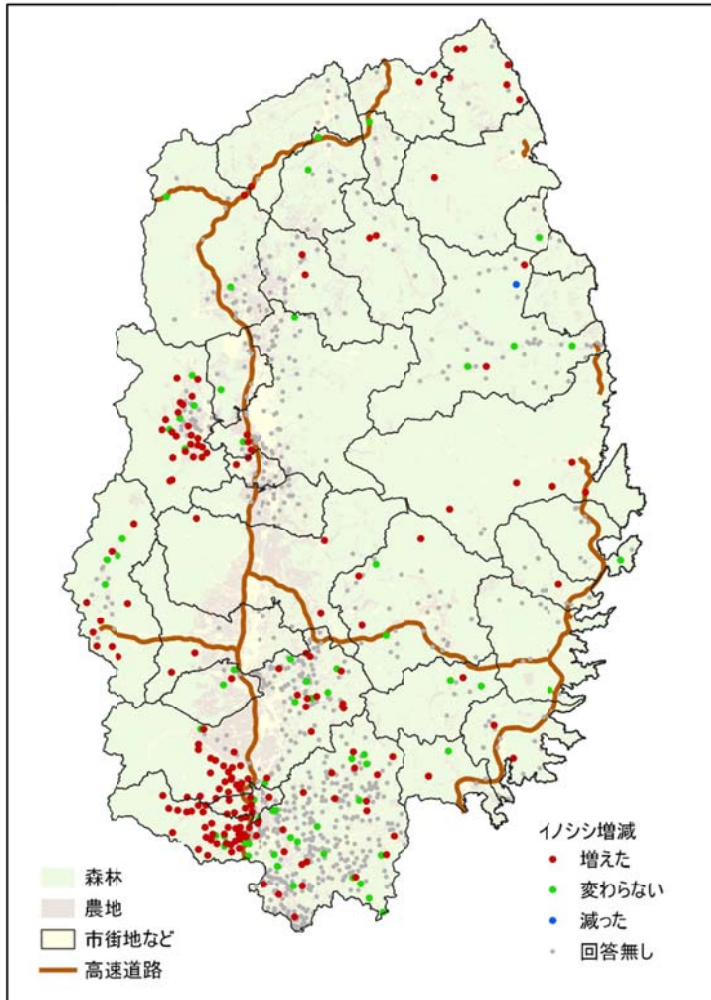 イノシシ増減
増えた
変わらない
減った
回答無し
森林
農地
市街地など
高速道路